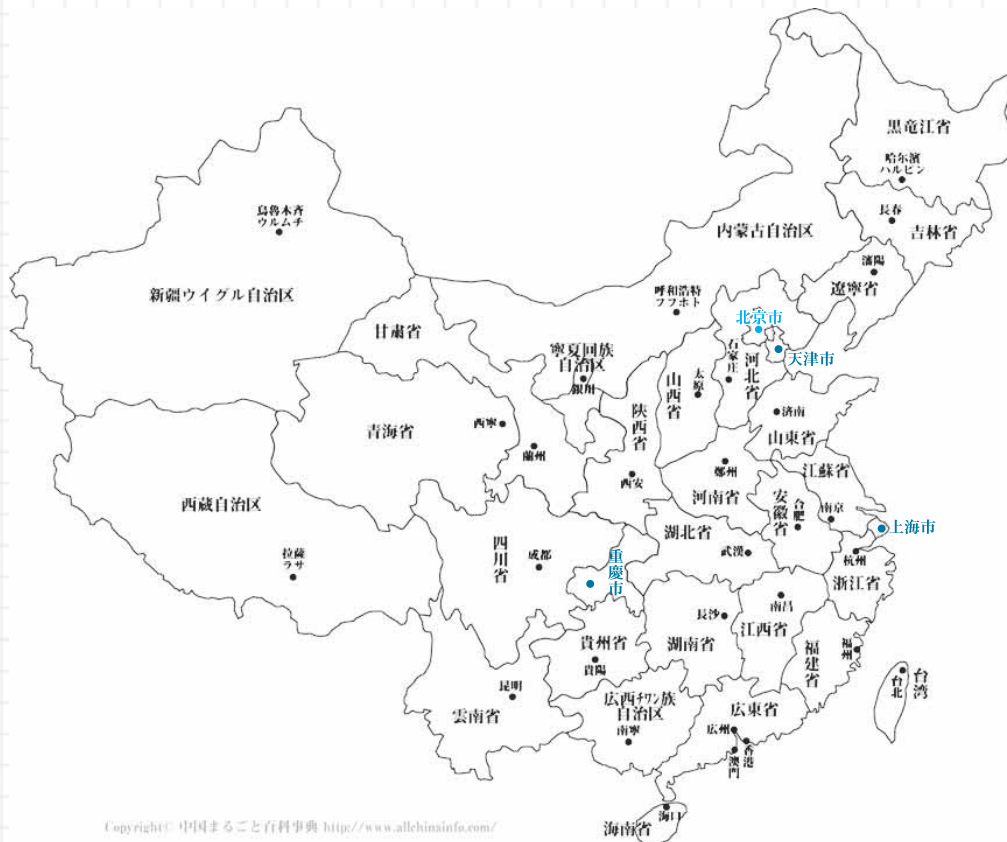 黒竜江省
哈尔濱
ハルピン
長春
吉林省
瀋陽
遼寧省
内蒙古自治区
呼和浩特
フフホト
烏魯木斉
ウルムチ
新疆ウイグル自治区
甘粛省
寧夏回族
自治区
銀川
北京市
天津市
石家庄
河北省
太原
山西省
陝西省
済南
山東省
青海省
西寧
蘭州
西安
鄭州
河南省
江蘇省
安徽省
合肥
南京
上海市
西蔵自治区
拉薩
ラサ
四川省
成都
重慶市
湖北省
武漢
杭州
浙江省
南昌
江西省
長沙
湖南省
貴州省
貴陽
福建省
福州
台湾
台北
昆明
雲南省
広西チワン族
自治区
南寧
広東省
広州
香港
澳門
海口
海南省
Copyright© 中国まるごと百科事典 http://www.allchinainfo.com/